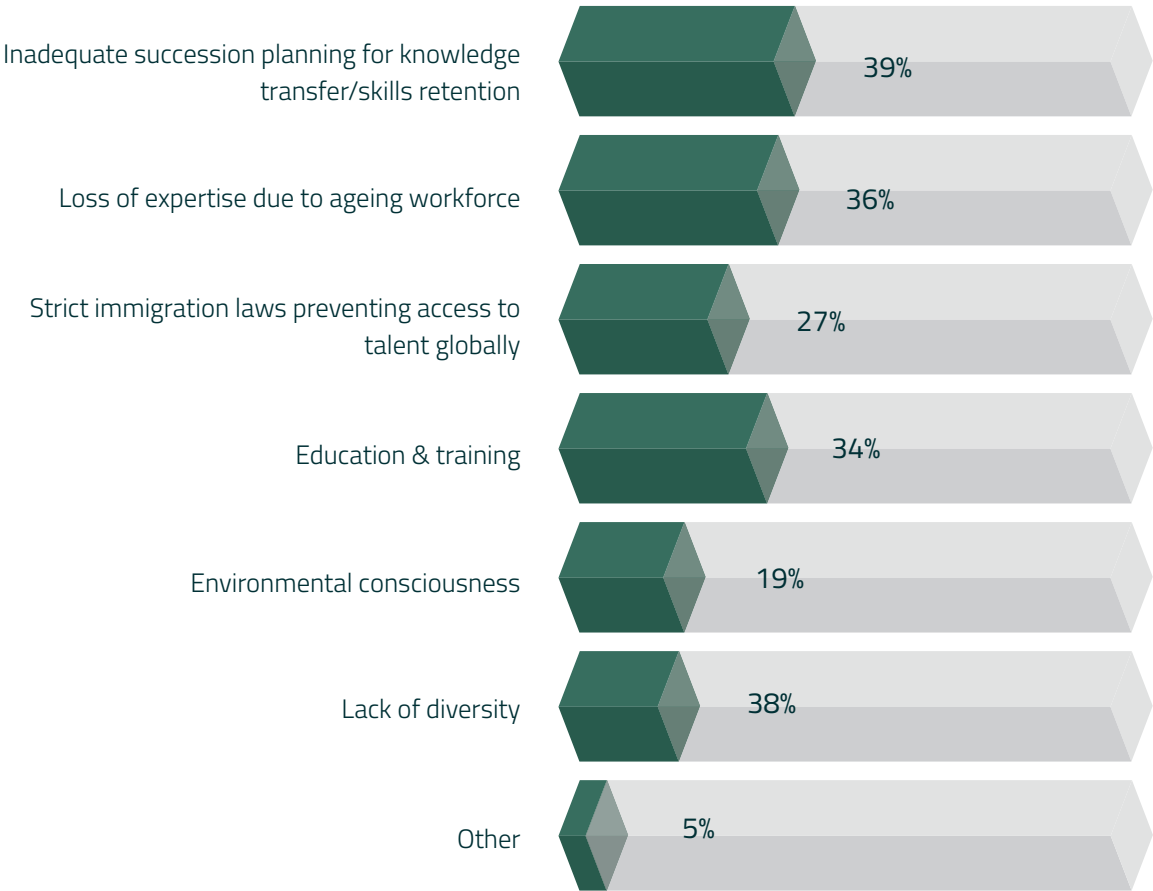 Inadequate succession planning for knowledge
transfer/skills retention
39%
Loss of expertise due to ageing workforce
36%
Strict immigration laws preventing access to
talent globally
27%
Education & training
34%
Environmental consciousness
19%
Lack of diversity
38%
Other
5%